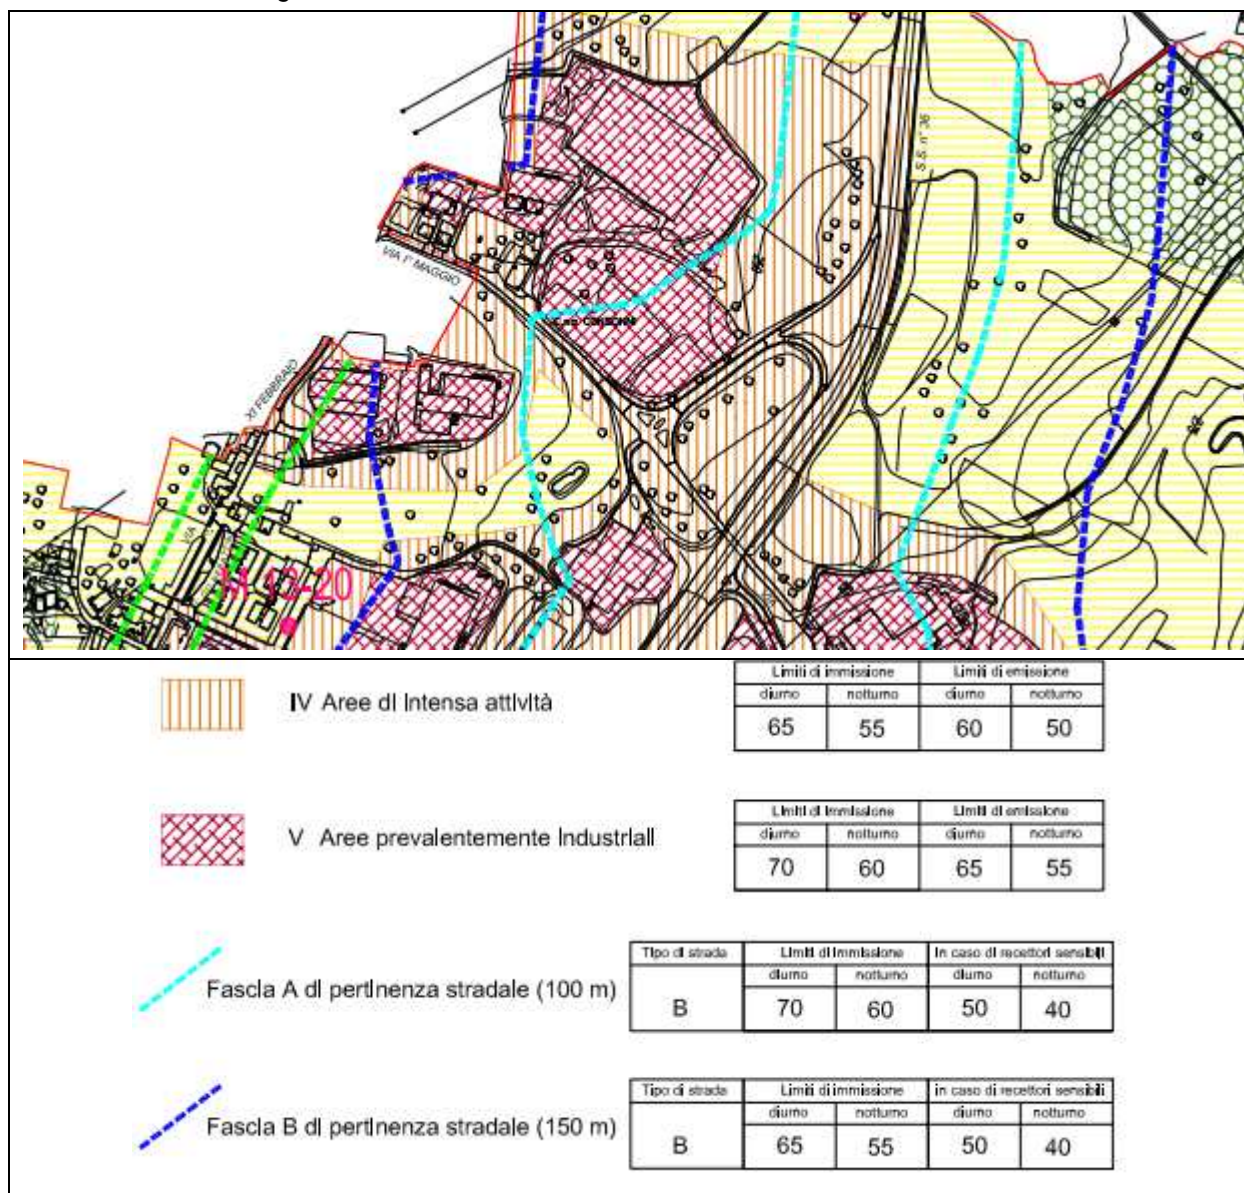 S.S. n° 36
VIA I° MAGGIO
XI FEBBRAIO
VIA
M 13-20
IV Aree di Intensa attività
Limiti di immissione Limiti di emissione
diurno notturno diurno notturno
65 55 60 50
V Aree prevalentemente Industriali
Limiti di immissione Limiti di emissione
diurno notturno diurno notturno
70 60 65 55
Fascia A di pertinenza stradale (100 m)
Tipo di strada Limiti di immissione in caso di recettori sensibili
diurno notturno diurno notturno
B 70 60 50 40
Fascia B di pertinenza stradale (150 m)
Tipo di strada Limiti di immissione in caso di recettori sensibili
diurno notturno diurno notturno
B 65 55 50 40